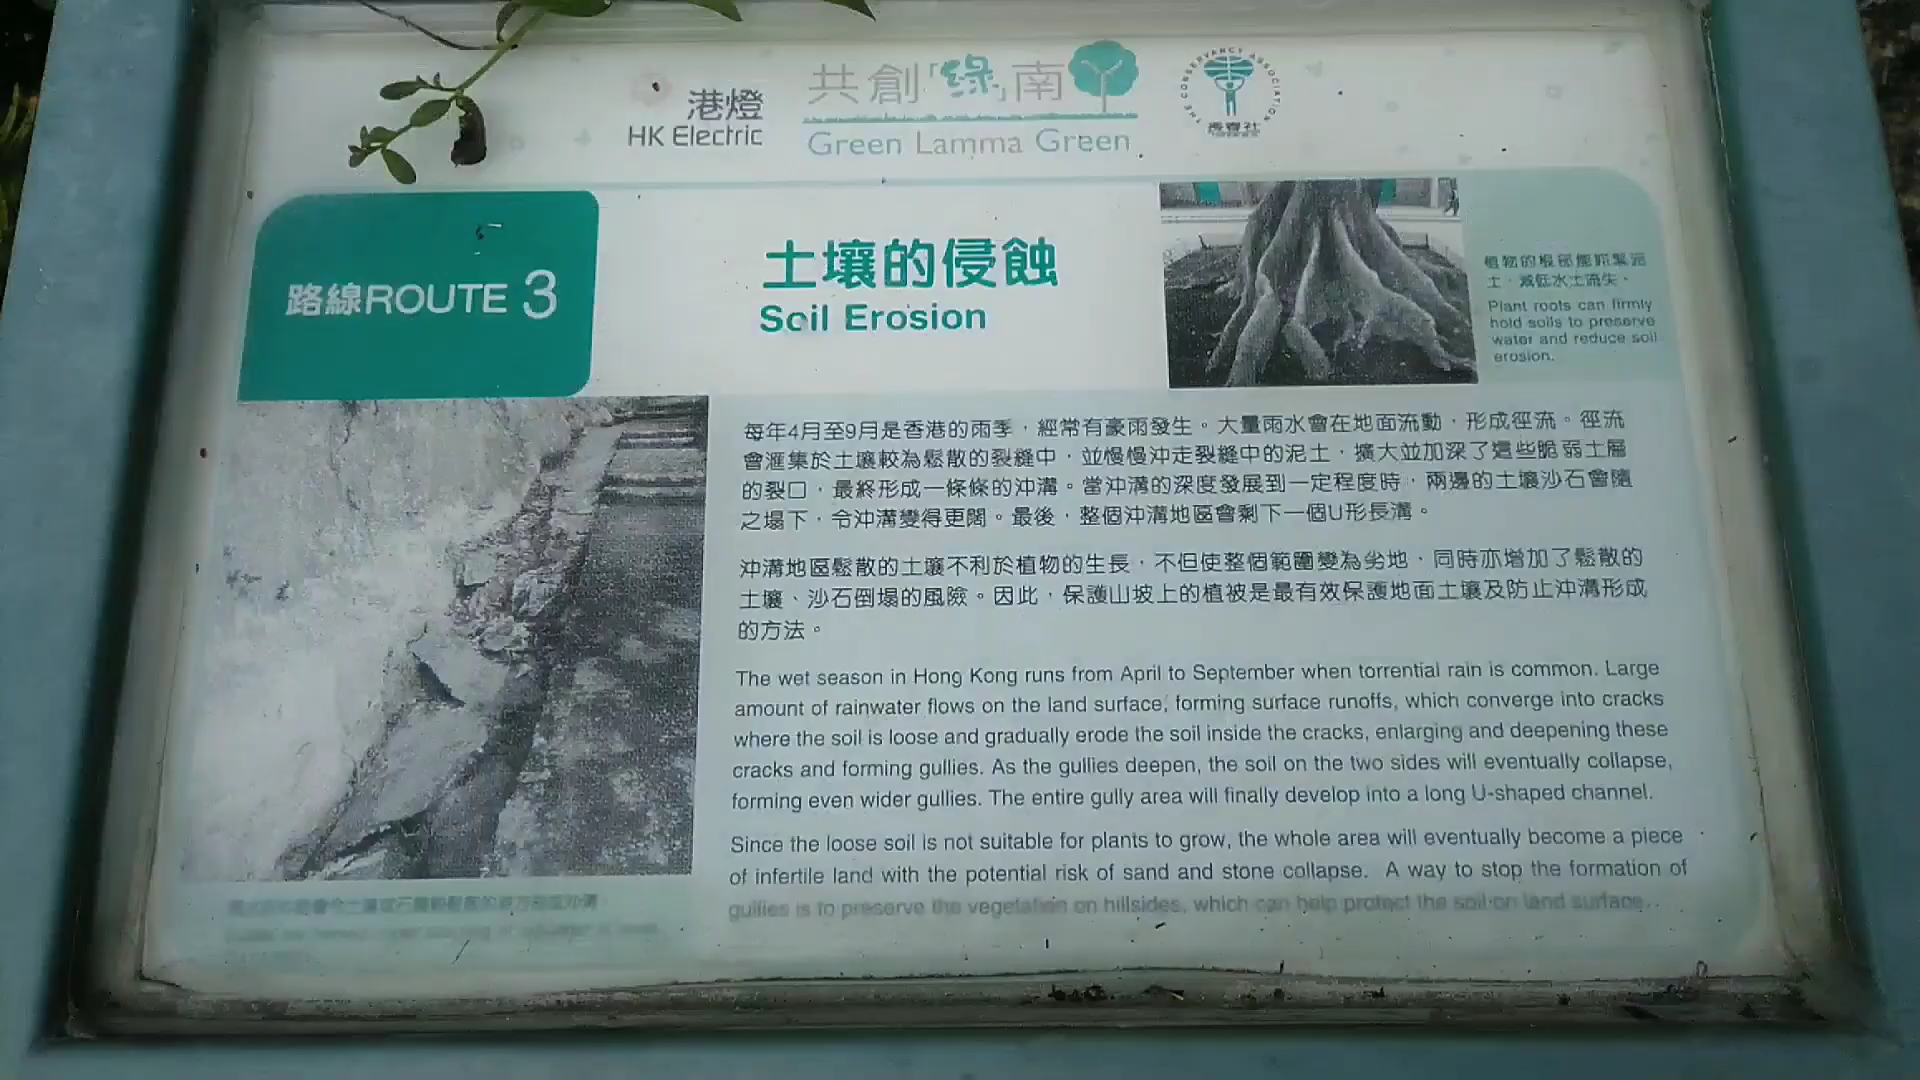 港燈
HK Electric
共創「綠」南
Green Lamma Green
THE CONSERVANCY ASSOCIATION
長春社
路線ROUTE 3
土壤的侵蝕
Soil Erosion
植物的根部能抓緊泥
土，減低水土流失。
Plant roots can firmly
hold soils to preserve
water and reduce soil
erosion.
每年4月至9月是香港的雨季，經常有豪雨發生。大量雨水會在地面流動，形成徑流。徑流
會滙集於土壤較為鬆散的裂縫中，並慢慢沖走裂縫中的泥土，擴大並加深了這些脆弱土層
的裂口，最終形成一條條的沖溝。當沖溝的深度發展到一定程度時，兩邊的土壤沙石會隨
之塌下，令沖溝變得更闊。最後，整個沖溝地區會剩下一個U形長溝。
沖溝地區鬆散的土壤不利於植物的生長，不但使整個範圍變為劣地，同時亦增加了鬆散的
土壤、沙石倒塌的風險。因此，保護山坡上的植被是最有效保護地面土壤及防止沖溝形成
的方法。
The wet season in Hong Kong runs from April to September when torrential rain is common. Large
amount of rainwater flows on the land surface, forming surface runoffs, which converge into cracks
where the soil is loose and gradually erode the soil inside the cracks, enlarging and deepening these
cracks and forming gullies. As the gullies deepen, the soil on the two sides will eventually collapse,
forming even wider gullies. The entire gully area will finally develop into a long U-shaped channel.
Since the loose soil is not suitable for plants to grow, the whole area will eventually become a piece
of infertile land with the potential risk of sand and stone collapse. A way to stop the formation of
gullies is to preserve the vegetation on hillsides, which can help protect the soil on land surface.